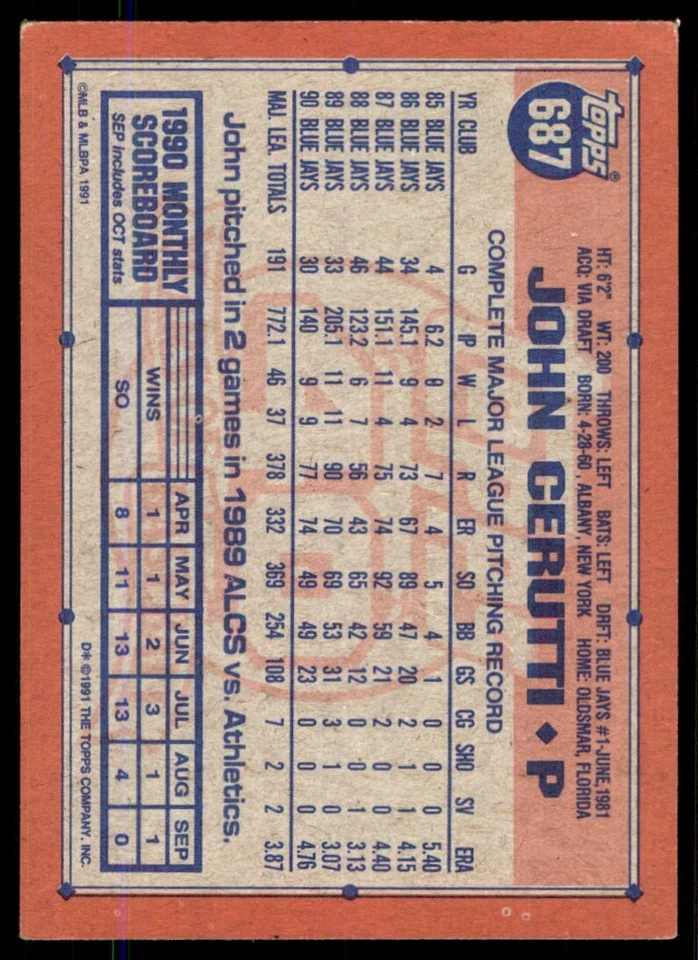 topps®
687
HT: 6'2" WT: 200 THROWS: LEFT BATS: LEFT DRFT: BLUE JAYS #1-JUNE, 1981
ACQ: VIA DRAFT BORN: 4-28-60, ALBANY, NEW YORK HOME: OLDSMAR, FLORIDA
JOHN CERUTTI ♦ P
COMPLETE MAJOR LEAGUE PITCHING RECORD
YR CLUB G IP W L R ER SO BB GS CG SHO SV ERA
85 BLUE JAYS 4 6.2 0 2 7 4 5 4 1 0 0 0 5.40
86 BLUE JAYS 34 145.1 9 4 73 67 89 47 20 2 1 1 4.15
87 BLUE JAYS 44 151.1 11 4 75 74 92 59 21 2 0 0 4.40
88 BLUE JAYS 46 123.2 6 7 56 43 65 42 12 0 0 1 3.13
89 BLUE JAYS 33 205.1 11 11 90 70 69 53 31 3 1 0 3.07
90 BLUE JAYS 30 140 9 9 77 74 49 49 23 0 0 0 4.76
MAJ. LEA. TOTALS 191 772.1 46 37 378 332 369 254 108 7 2 2 3.87
John pitched in 2 games in 1989 ALCS vs. Athletics.
1990 MONTHLY
SCOREBOARD
SEP includes OCT stats
APR MAY JUN JUL AUG SEP
WINS 1 1 2 3 1 1
SO 8 11 13 13 4 0
©MLB & MLBPA 1991
D* ©1991 THE TOPPS COMPANY, INC.